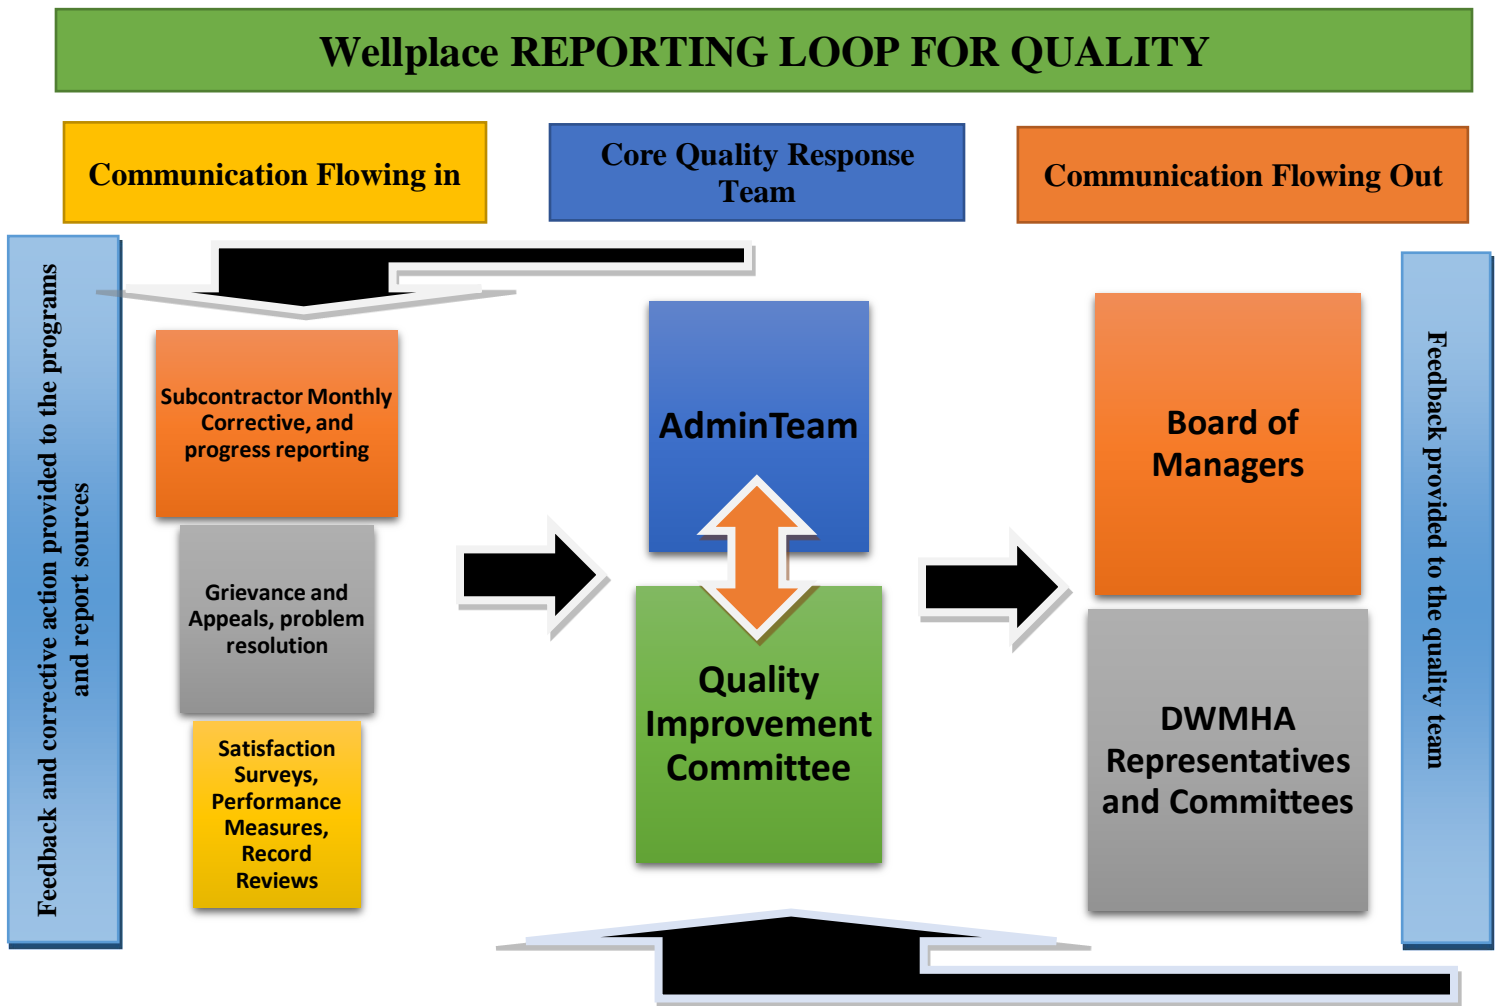 Wellplace REPORTING LOOP FOR QUALITY
Communication Flowing in
Core Quality Response
Team
Communication Flowing Out
Feedback and corrective action provided to the programs
and report sources
Subcontractor Monthly
Corrective, and
progress reporting
Grievance and
Appeals, problem
resolution
Satisfaction
Surveys,
Performance
Measures,
Record
Reviews
AdminTeam
Quality
Improvement
Committee
Board of
Managers
DWMHA
Representatives
and Committees
Feedback provided to the quality team